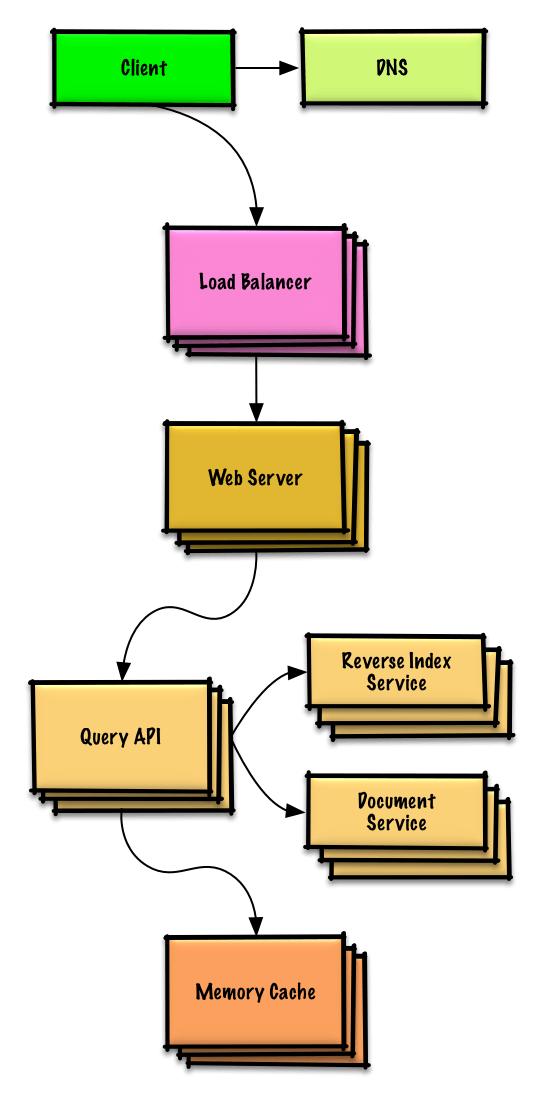 Client
DNS
Load Balancer
Web Server
Reverse Index
Service
Query API
Document
Service
Memory Cache